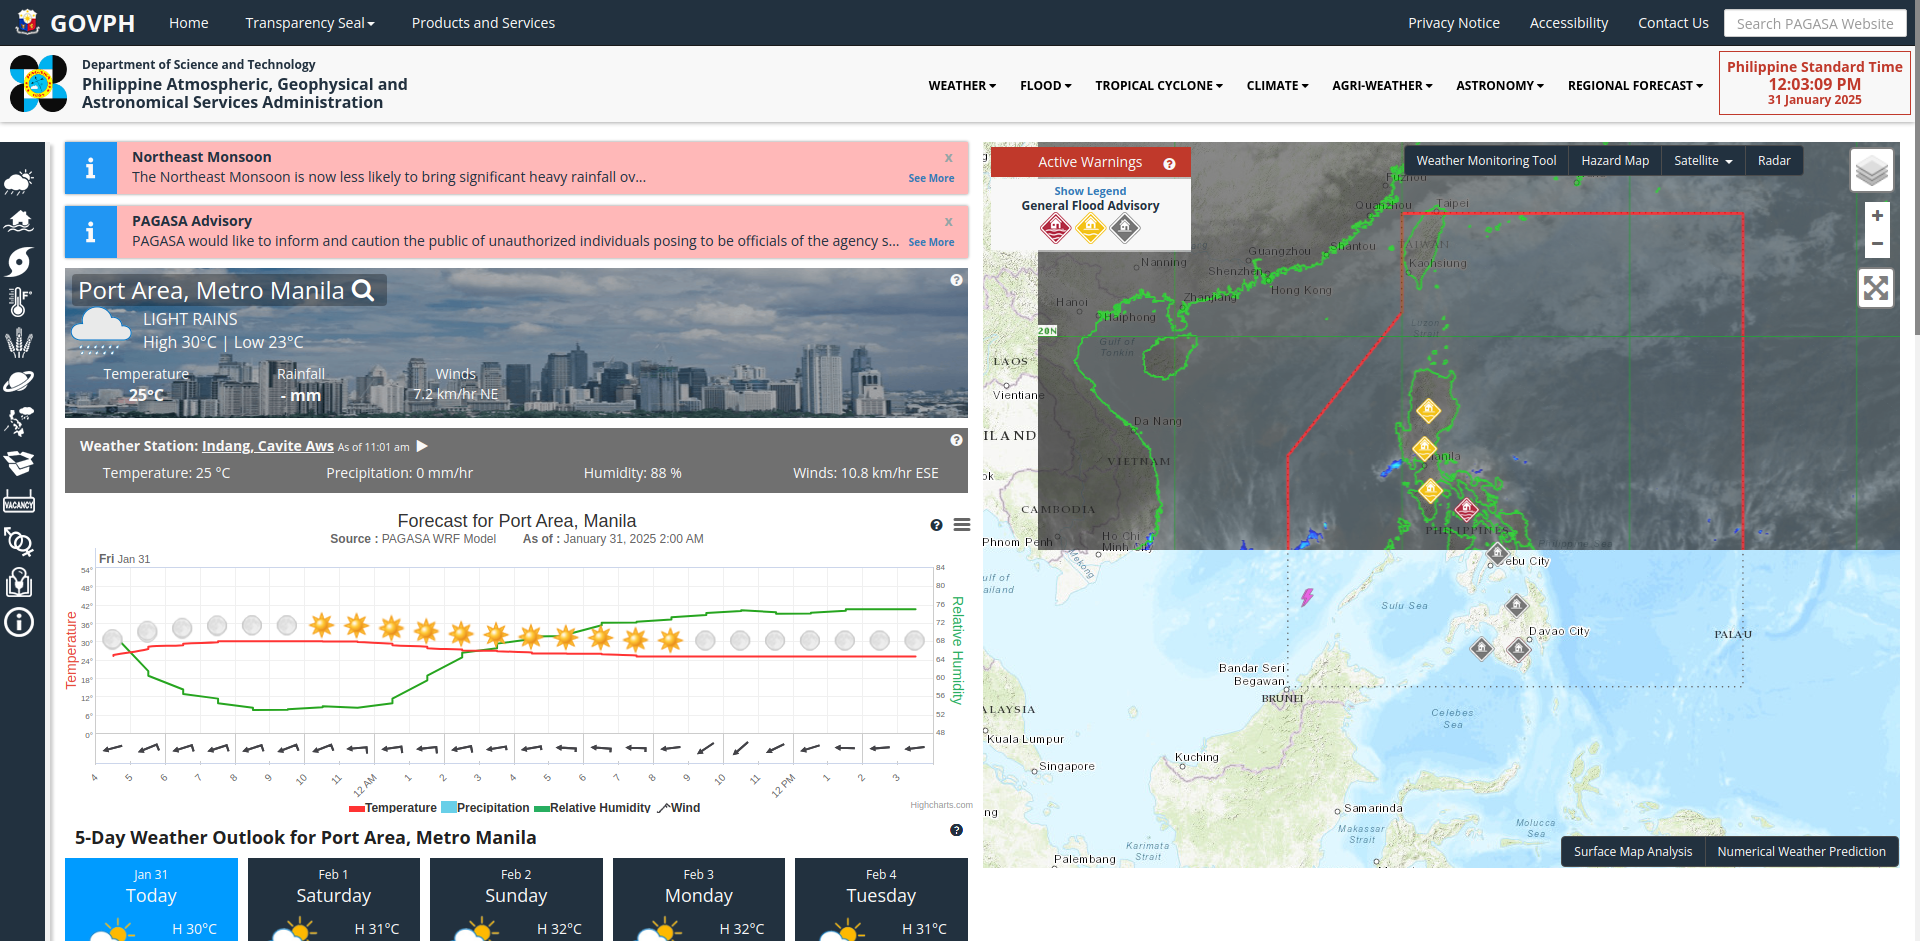 GOVPH
Home
Transparency Seal
Products and Services
Privacy Notice
Accessibility
Contact Us
Search PAGASA Website
Department of Science and Technology
Philippine Atmospheric, Geophysical and
Astronomical Services Administration
WEATHER
FLOOD
TROPICAL CYCLONE
CLIMATE
AGRI-WEATHER
ASTRONOMY
REGIONAL FORECAST
Philippine Standard Time
12:03:09 PM
31 January 2025
VACANCY
Northeast Monsoon
x
The Northeast Monsoon is now less likely to bring significant heavy rainfall ov...
See More
PAGASA Advisory
x
PAGASA would like to inform and caution the public of unauthorized individuals posing to be officials of the agency s...
See More
Port Area, Metro Manila
LIGHT RAINS
High 30°C | Low 23°C
Temperature
25°C
Rainfall
- mm
Winds
7.2 km/hr NE
Weather Station: Indang, Cavite Aws As of 11:01 am
Temperature: 25 °C
Precipitation: 0 mm/hr
Humidity: 88 %
Winds: 10.8 km/hr ESE
Forecast for Port Area, Manila
Source : PAGASA WRF Model As of : January 31, 2025 2:00 AM
Fri Jan 31
Temperature
54°
48°
42°
36°
30°
24°
18°
12°
6°
0°
84
80
76
72
68
64
60
56
52
48
Relative Humidity
4
5
6
7
8
9
10
11
12 AM
1
2
3
4
5
6
7
8
9
10
11
12 PM
1
2
3
Temperature
Precipitation
Relative Humidity
Wind
Highcharts.com
5-Day Weather Outlook for Port Area, Metro Manila
Jan 31
Today
H 30°C
Feb 1
Saturday
H 31°C
Feb 2
Sunday
H 32°C
Feb 3
Monday
H 32°C
Feb 4
Tuesday
H 31°C
Active Warnings
Show Legend
General Flood Advisory
Weather Monitoring Tool
Hazard Map
Satellite
Radar
+
−
Fuzhou
Quanzhou
Taipei
TAIWAN
Kaohsiung
Shantou
Guangzhou
Shenzhen
Hong Kong
Nanning
Zhanjiang
Hanoi
Haiphong
20N
Gulf of
Tonkin
Luzon
Strait
LAOS
Vientiane
Da Nang
ILAND
VIETNAM
ok
CAMBODIA
Phnom Penh
Ho Chi
Minh City
Mekong
ulf of
ailand
anila
PHILIPPINES
Philippine Sea
ebu City
Sulu Sea
Davao City
PALAU
Bandar Seri
Begawan
BRUNEI
ALAYSIA
Celebes
Sea
Kuala Lumpur
Singapore
Kuching
Samarinda
ng
Makassar
Strait
Molucca
Sea
Karimata
Strait
Palembang
Surface Map Analysis
Numerical Weather Prediction